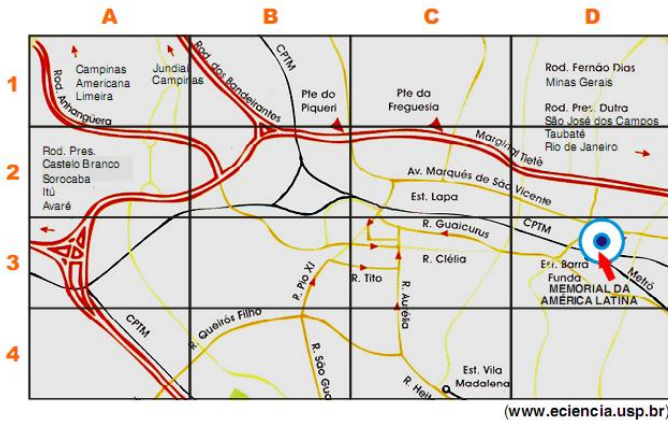 A B C D
1
CPTM
Rod. dos Bandeirantes
Campinas
Americana
Limeira
Jundiaí
Campinas
Rod. Anhangüera
Pte do
Piqueri
Pte do
Freguesia
Rod. Fernão Dias
Minas Gerais
Rod. Pres. Dutra
São José dos Campos
Taubaté
Rio de Janeiro
2
Marginal Tietê
Rod. Pres.
Castelo Branco
Sorocaba
Itú
Avaré
Av. Marquês de São Vicente
Est. Lapa
3
R. Guaicurus
CPTM
R. Clélia
R. Pio XI
R. Tito
R. Aurélia
Est. Barra
Funda
Metrô
MEMORIAL DA
AMÉRICA LATINA
4
CPTM
R. Queirós Filho
R. São Gua
R. Heit
Est. Vila
Madalena
(www.eciencia.usp.br)